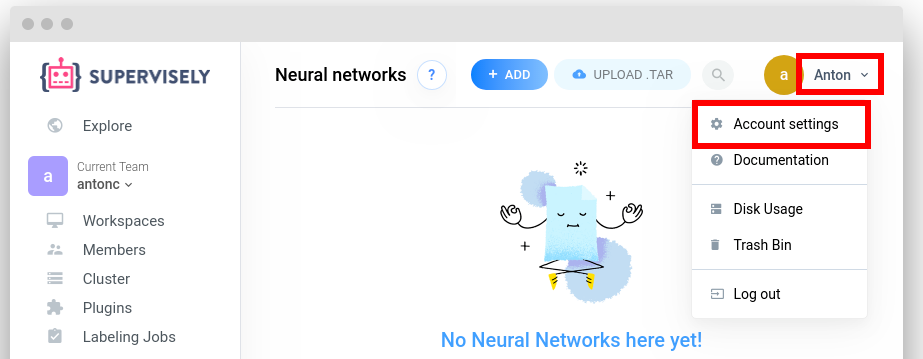 SUPERVISELY
Neural networks ? + ADD UPLOAD .TAR a Anton
Explore
a Current Team
antonc
Workspaces
Members
Cluster
Plugins
Labeling Jobs
Account settings
Documentation
Disk Usage
Trash Bin
Log out
No Neural Networks here yet!